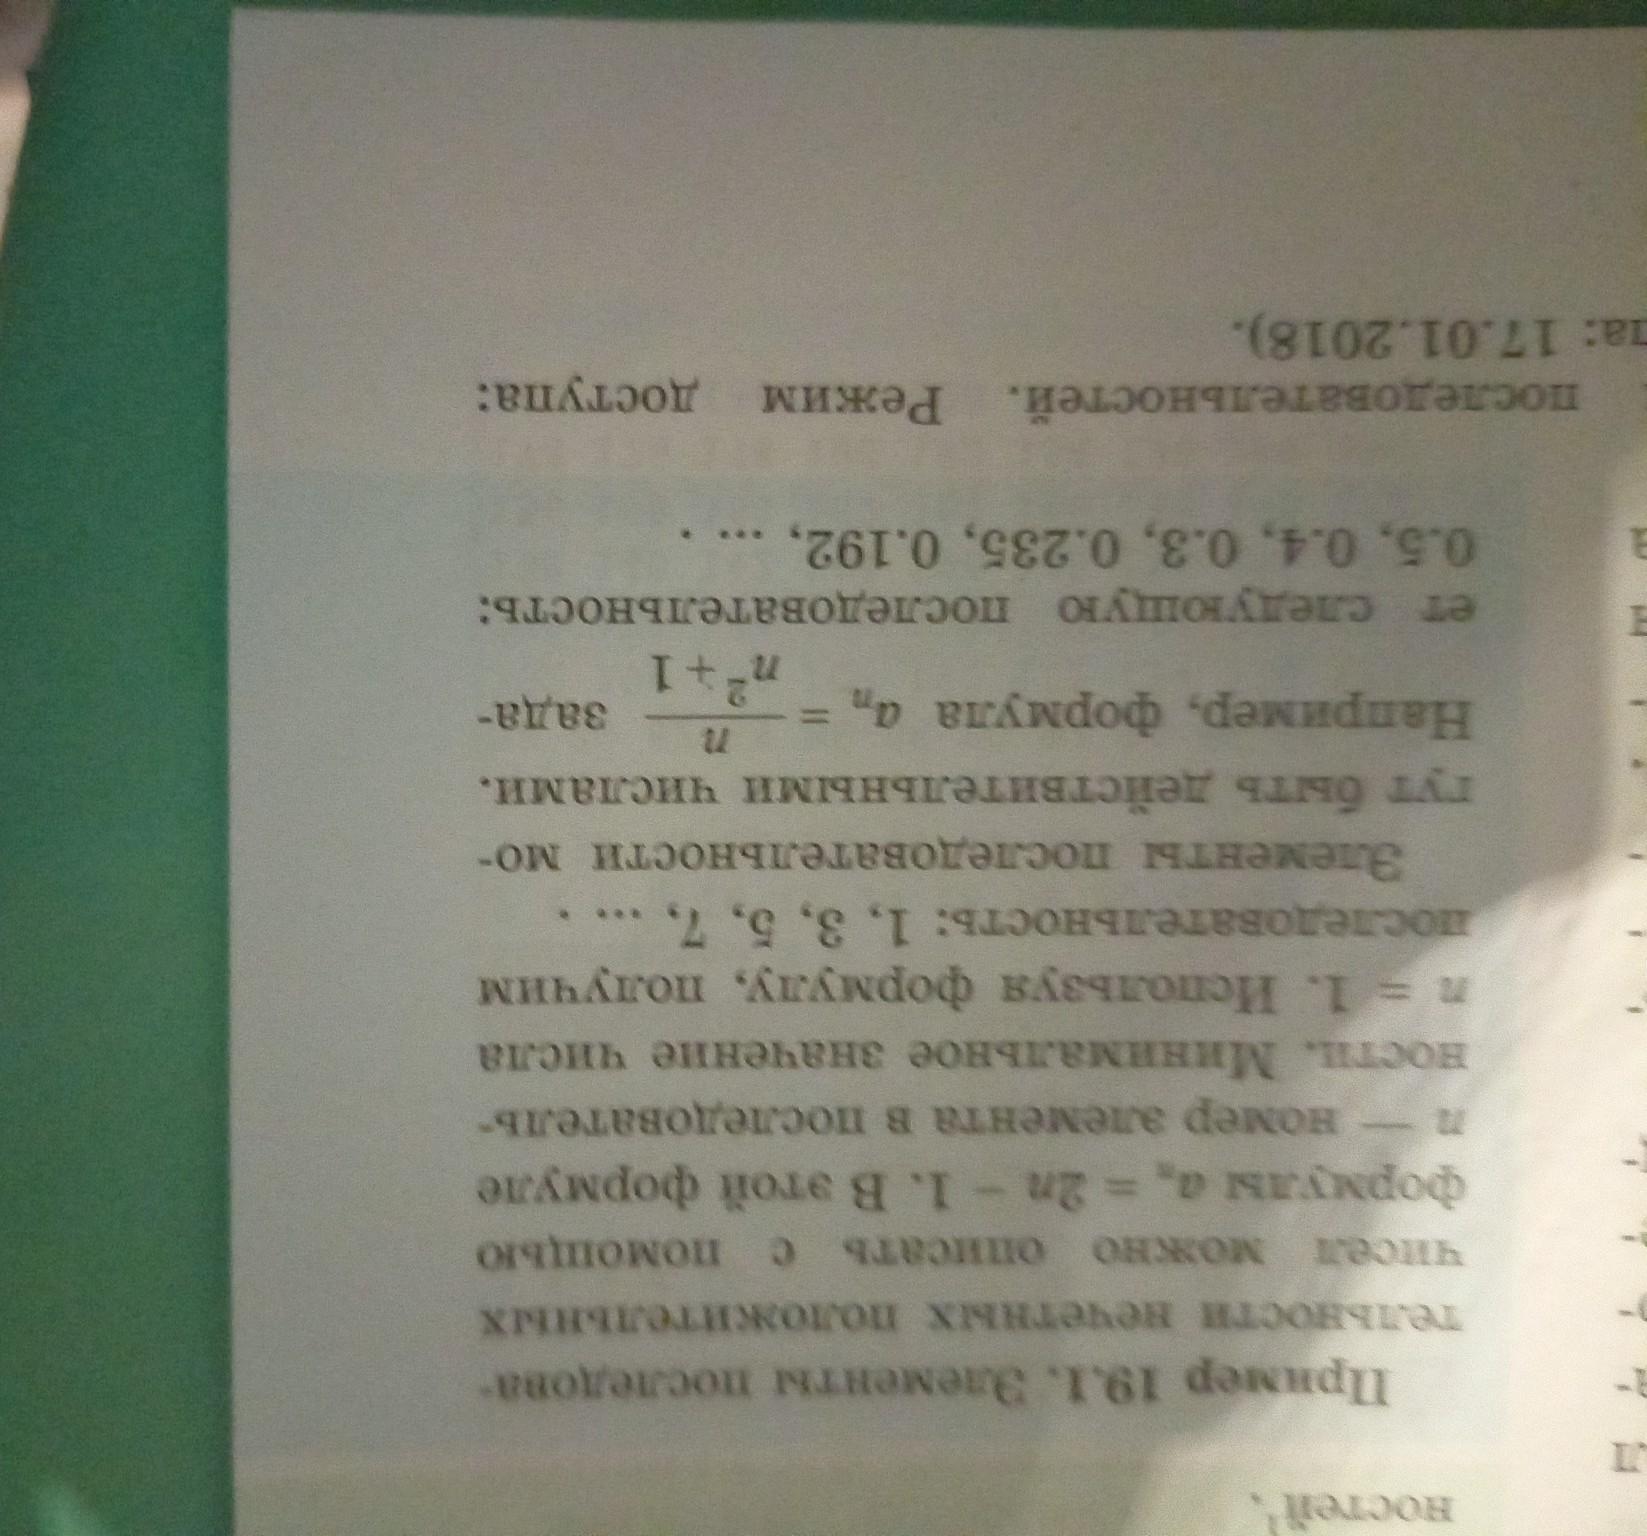 ностей¹.
Пример 19.1. Элементы последова-
тельности нечетных положительных
чисел можно описать с помощью
формулы aₙ = 2n − 1. В этой формуле
n — номер элемента в последователь-
ности. Минимальное значение числа
n = 1. Используя формулу, получим
последовательность: 1, 3, 5, 7, ... .
Элементы последовательности мо-
гут быть действительными числами.
Например, формула aₙ = n/(n² + 1) зада-
ет следующую последовательность:
0.5, 0.4, 0.3, 0.235, 0.192, ... .
последовательностей. Режим доступа:
17.01.2018).